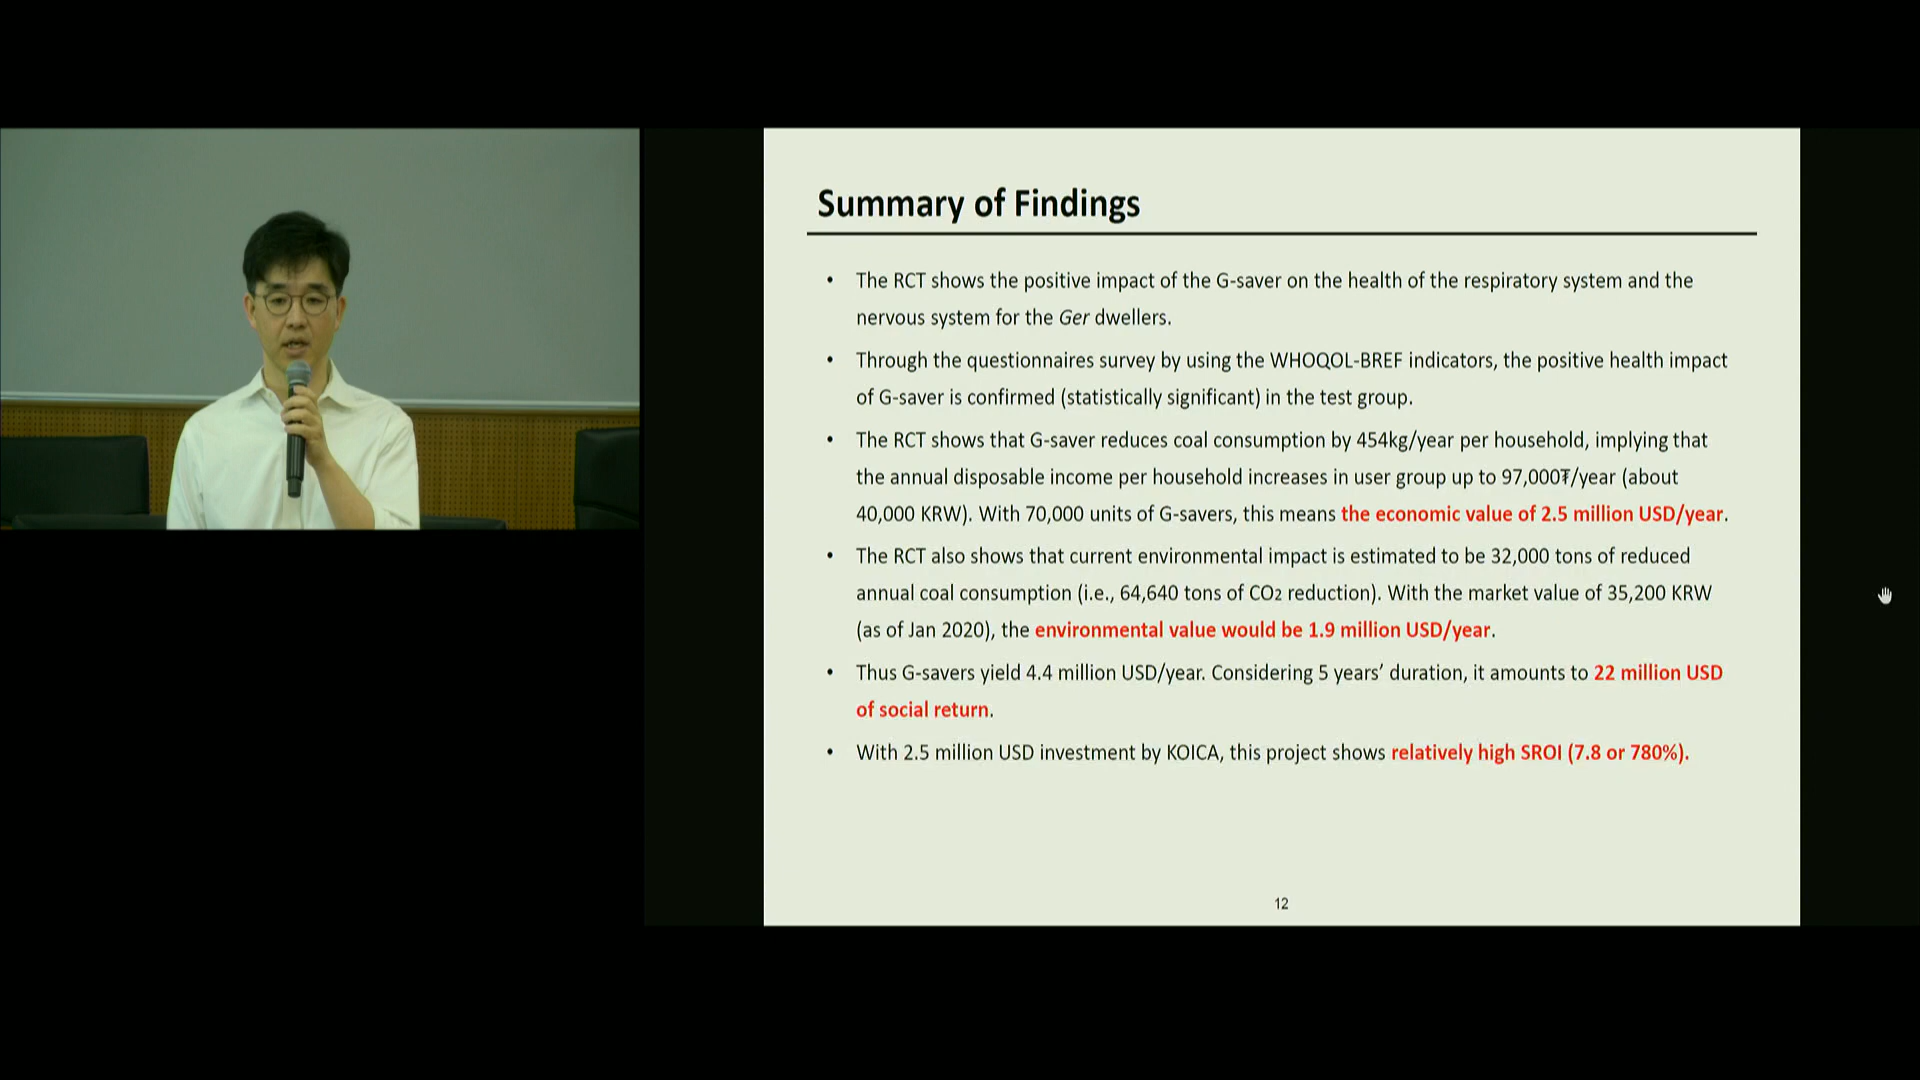 Summary of Findings
• The RCT shows the positive impact of the G-saver on the health of the respiratory system and the
nervous system for the Ger dwellers.
• Through the questionnaires survey by using the WHOQOL-BREF indicators, the positive health impact
of G-saver is confirmed (statistically significant) in the test group.
• The RCT shows that G-saver reduces coal consumption by 454kg/year per household, implying that
the annual disposable income per household increases in user group up to 97,000₮/year (about
40,000 KRW). With 70,000 units of G-savers, this means the economic value of 2.5 million USD/year.
• The RCT also shows that current environmental impact is estimated to be 32,000 tons of reduced
annual coal consumption (i.e., 64,640 tons of CO2 reduction). With the market value of 35,200 KRW
(as of Jan 2020), the environmental value would be 1.9 million USD/year.
• Thus G-savers yield 4.4 million USD/year. Considering 5 years’ duration, it amounts to 22 million USD
of social return.
• With 2.5 million USD investment by KOICA, this project shows relatively high SROI (7.8 or 780%).
12